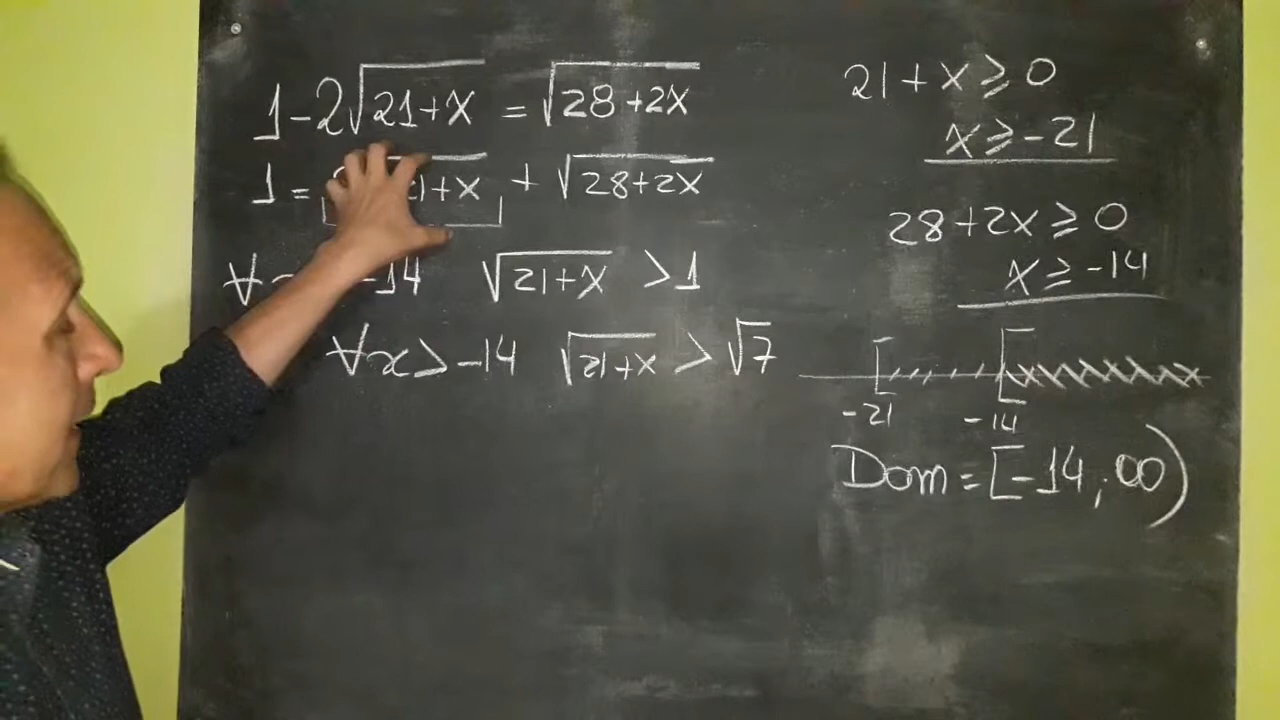 1-2√21+x = √28+2x
1 = 1+x + √28+2x
∀ -14 √21+x >1
∀x>-14 √21+x > √7
21+x ≥ 0
x ≥ -21
28+2x ≥ 0
x ≥ -14
-21 -14
Dom = [-14, ∞)